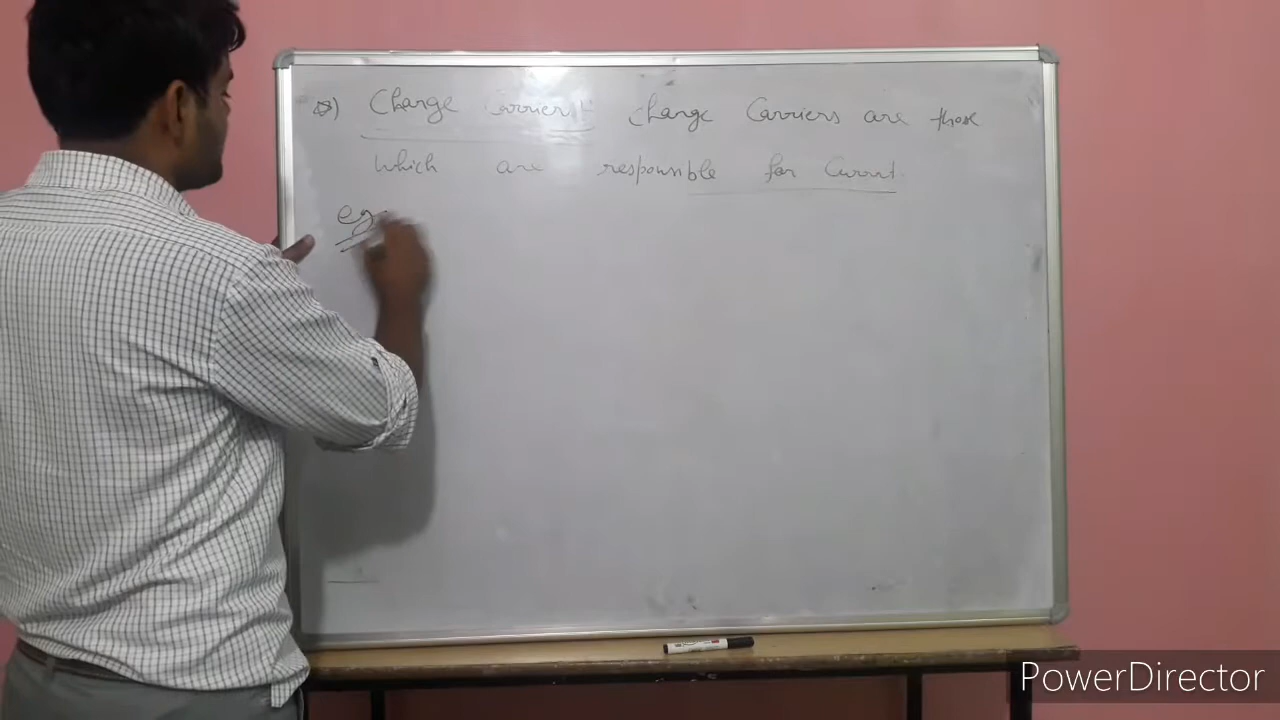 Charge Carriers:- Charge Carriers are those
which are responsible for Current.
eg:-
PowerDirector